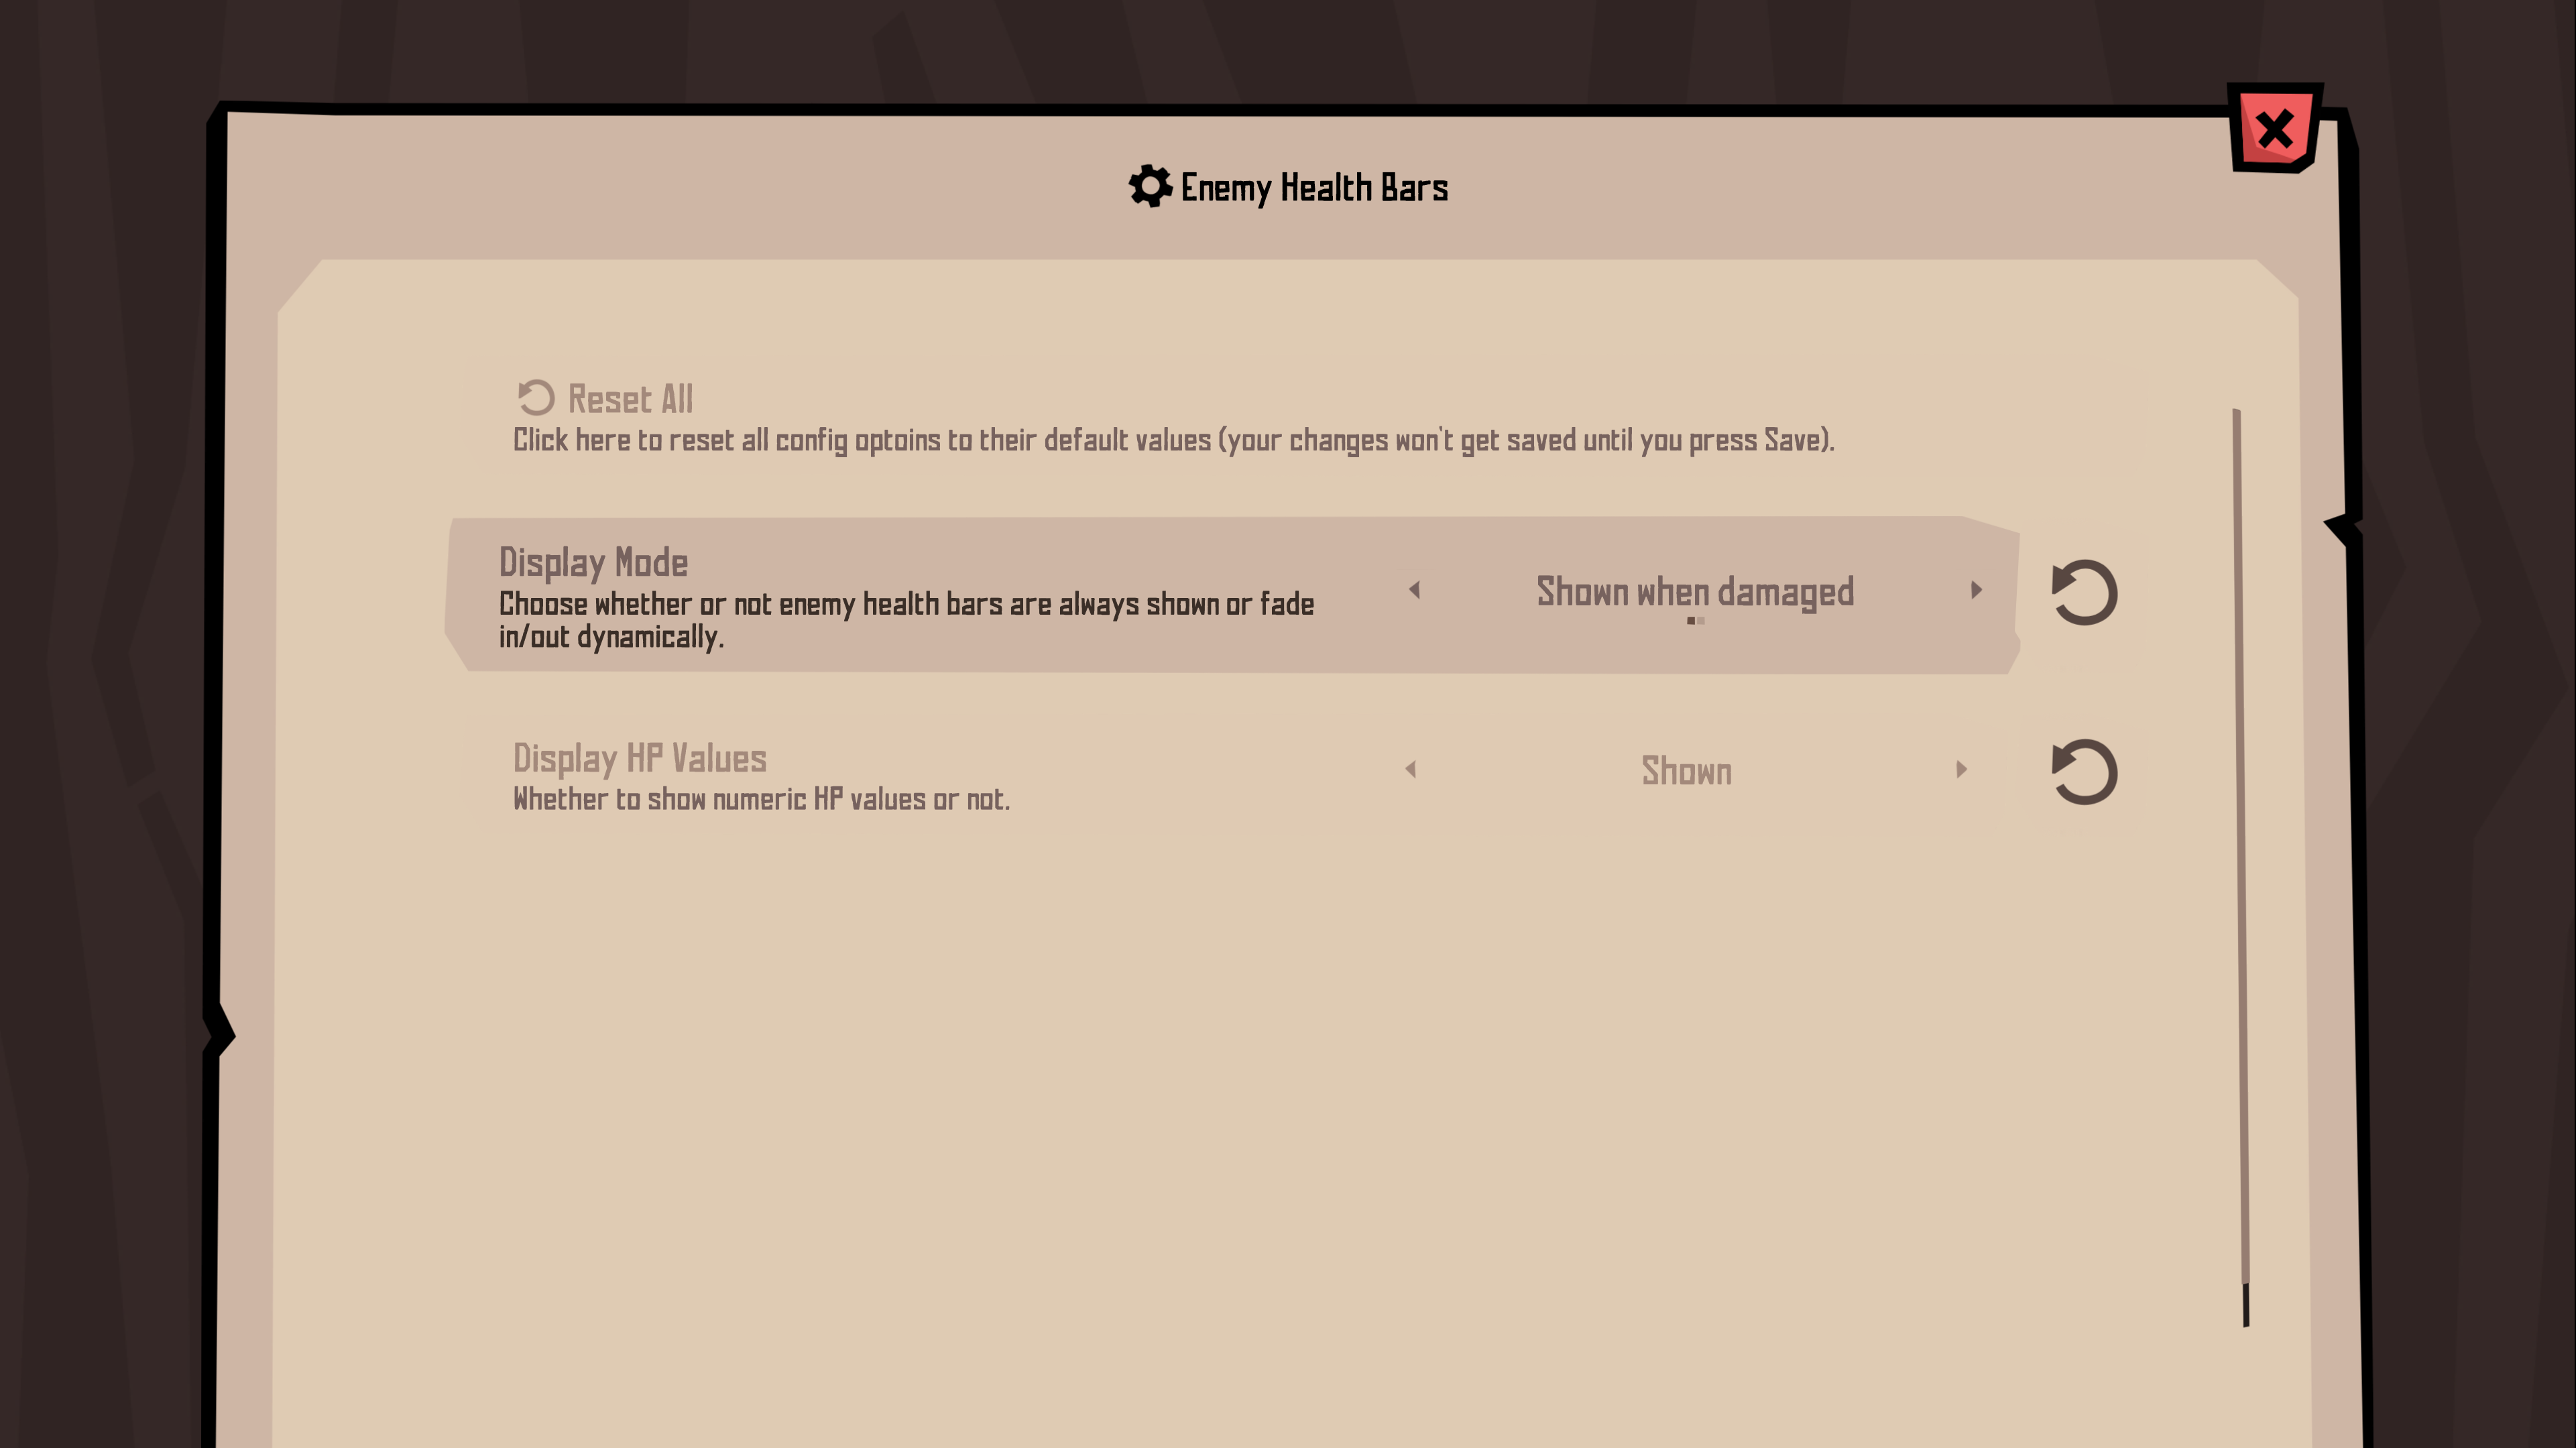 Enemy Health Bars
Reset All
Click here to reset all config optoins to their default values (your changes won't get saved until you press Save).
Display Mode
Choose whether or not enemy health bars are always shown or fade
in/out dynamically.
Shown when damaged
Display HP Values
Whether to show numeric HP values or not.
Shown